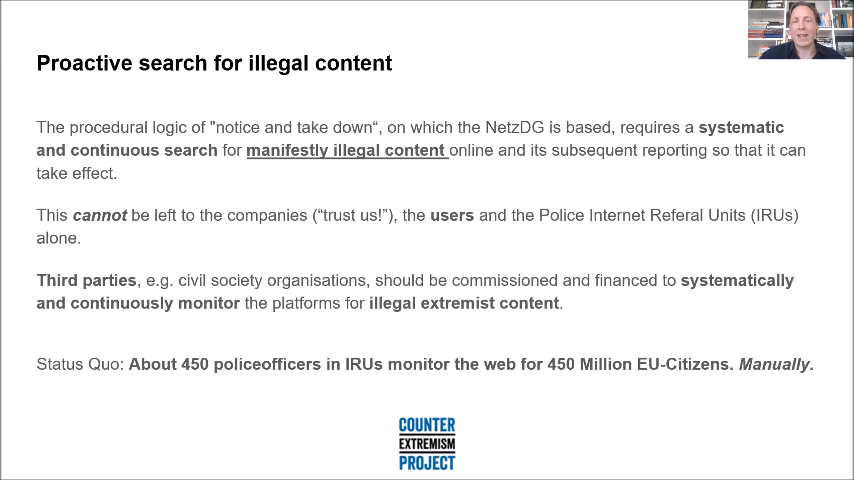 Proactive search for illegal content
The procedural logic of "notice and take down“, on which the NetzDG is based, requires a systematic
and continuous search for manifestly illegal content online and its subsequent reporting so that it can
take effect.
This cannot be left to the companies (“trust us!”), the users and the Police Internet Referal Units (IRUs)
alone.
Third parties, e.g. civil society organisations, should be commissioned and financed to systematically
and continuously monitor the platforms for illegal extremist content.
Status Quo: About 450 policeofficers in IRUs monitor the web for 450 Million EU-Citizens. Manually.
COUNTER
EXTREMISM
PROJECT